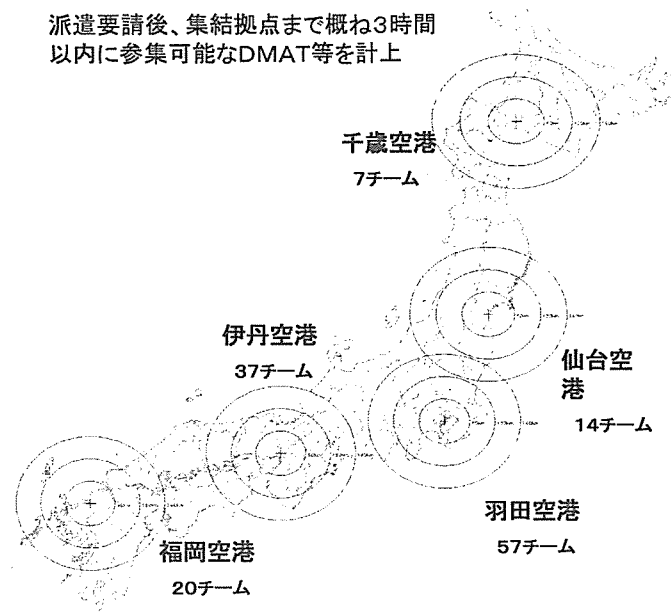 派遣要請後、集結拠点まで概ね3時間
以内に参集可能なDMAT等を計上
千歳空港
7チーム
伊丹空港
37チーム
仙台空
港
14チーム
羽田空港
57チーム
福岡空港
20チーム